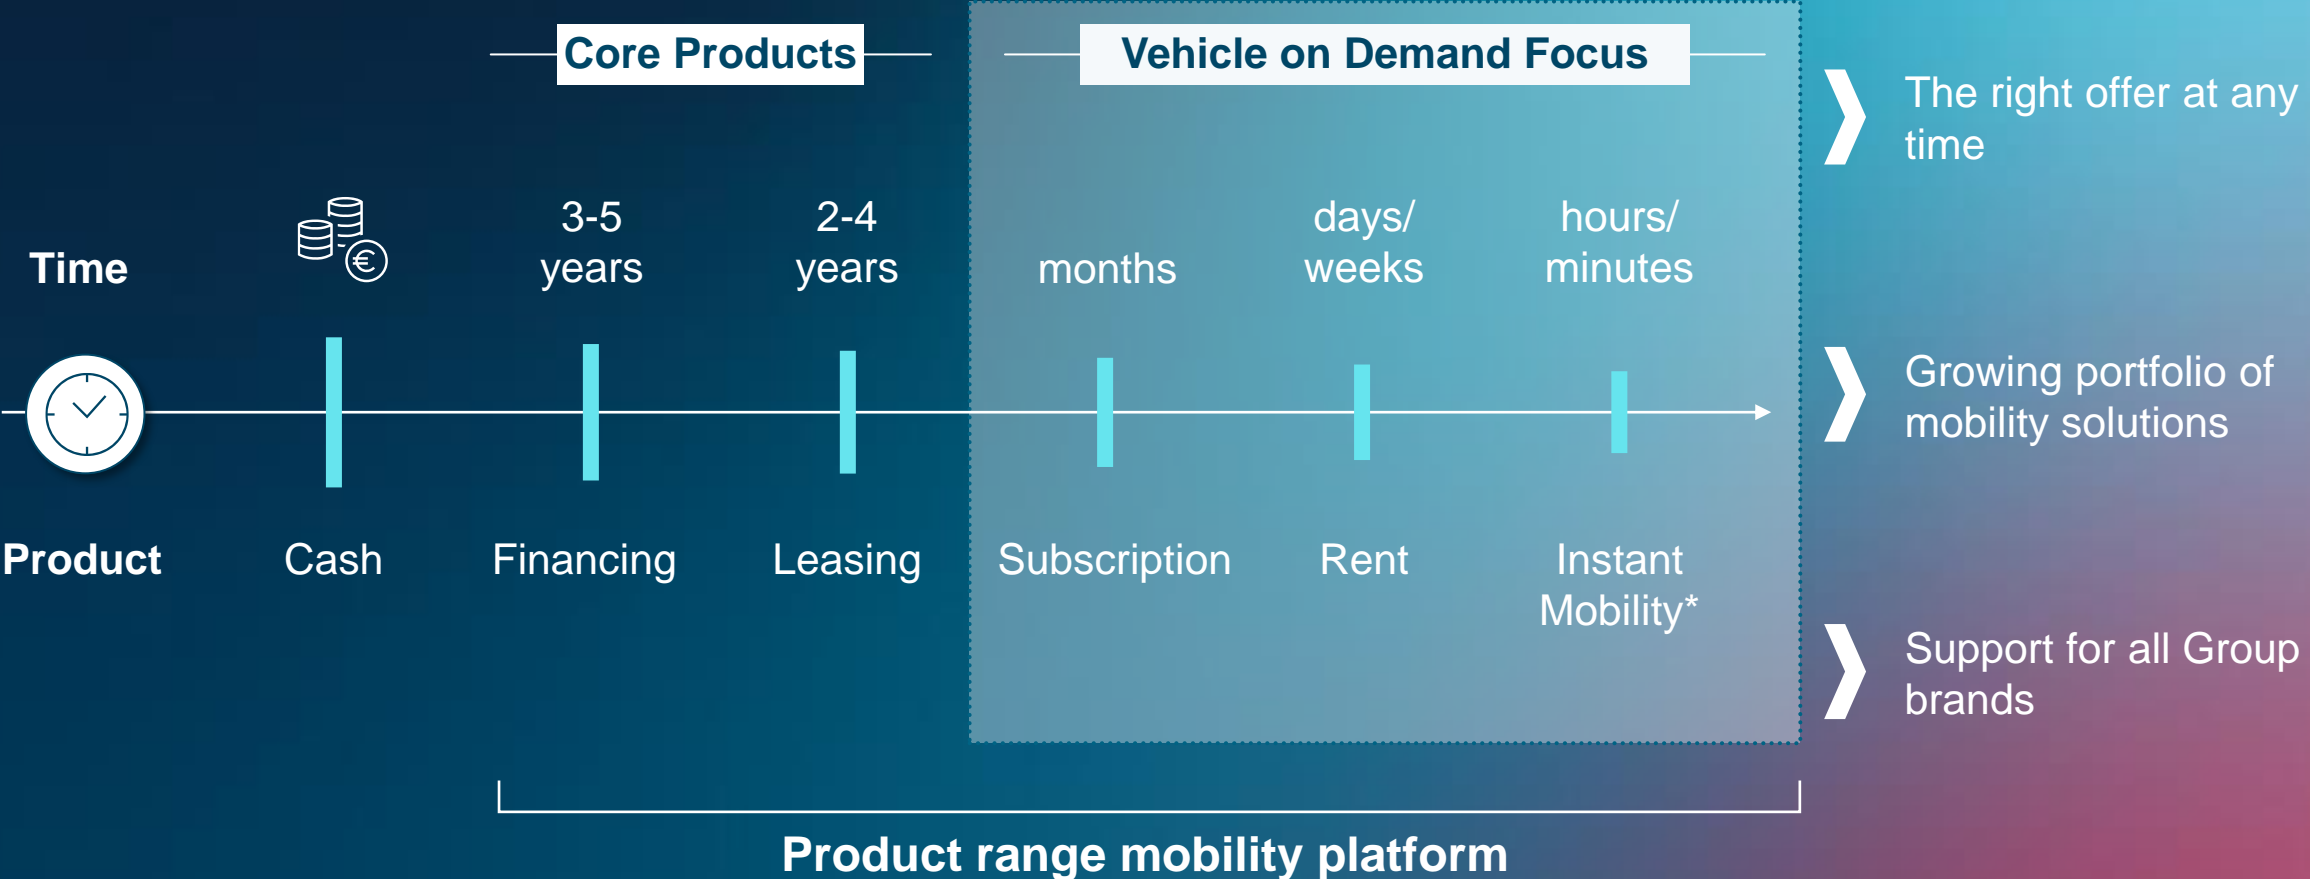 Core Products
Vehicle on Demand Focus
Time
€
3-5
years
2-4
years
months
days/
weeks
hours/
minutes
Product
Cash
Financing
Leasing
Subscription
Rent
Instant
Mobility*
Product range mobility platform
The right offer at any
time
Growing portfolio of
mobility solutions
Support for all Group
brands